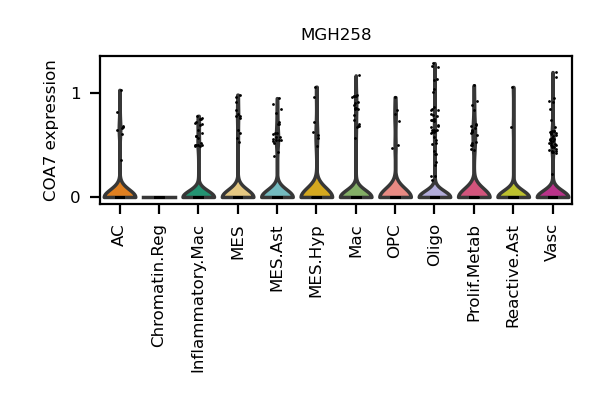 MGH258
COA7 expression
1
0
AC
Chromatin.Reg
Inflammatory.Mac
MES
MES.Ast
MES.Hyp
Mac
OPC
Oligo
Prolif.Metab
Reactive.Ast
Vasc